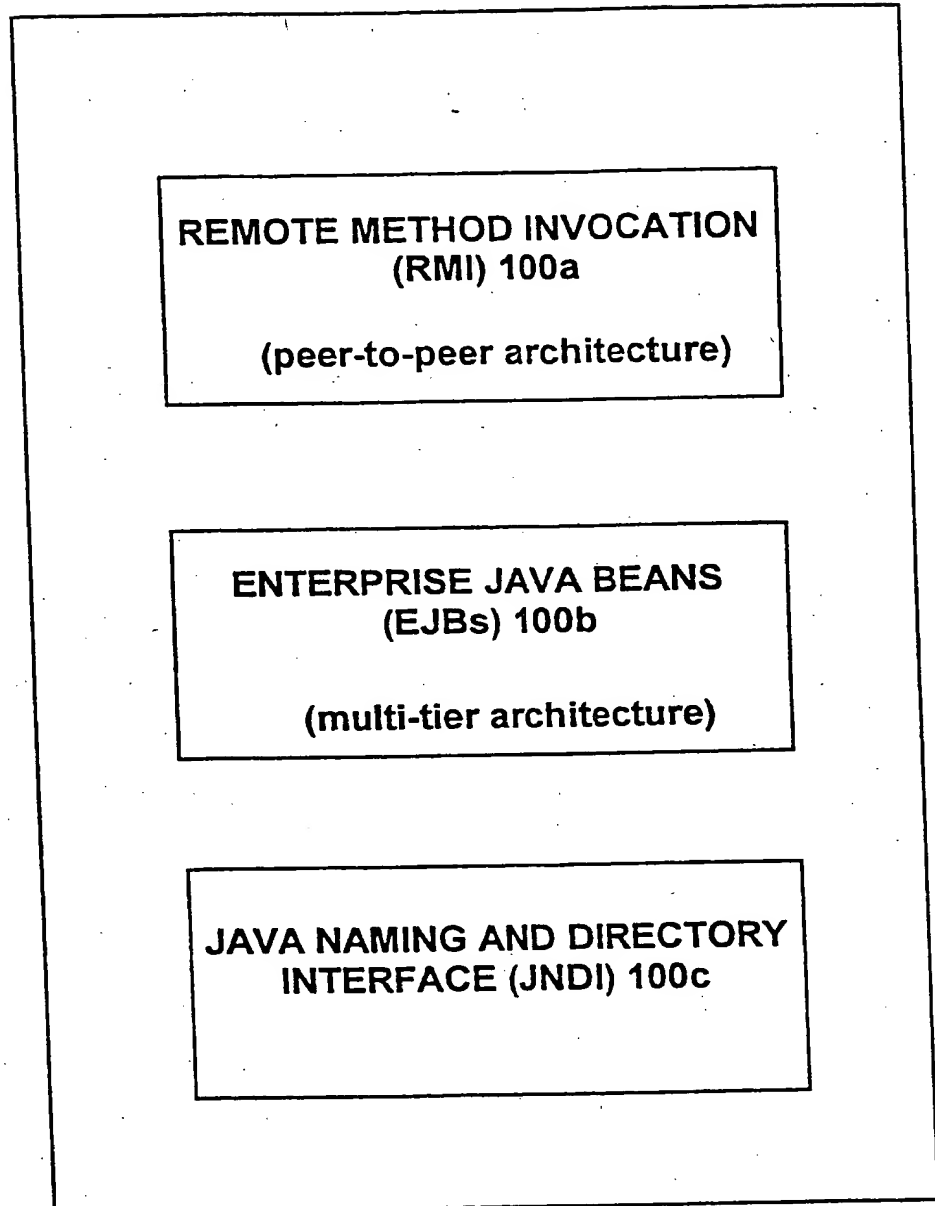 REMOTE METHOD INVOCATION
(RMI) 100a
(peer-to-peer architecture)
ENTERPRISE JAVA BEANS
(EJBs) 100b
(multi-tier architecture)
JAVA NAMING AND DIRECTORY
INTERFACE (JNDI) 100c